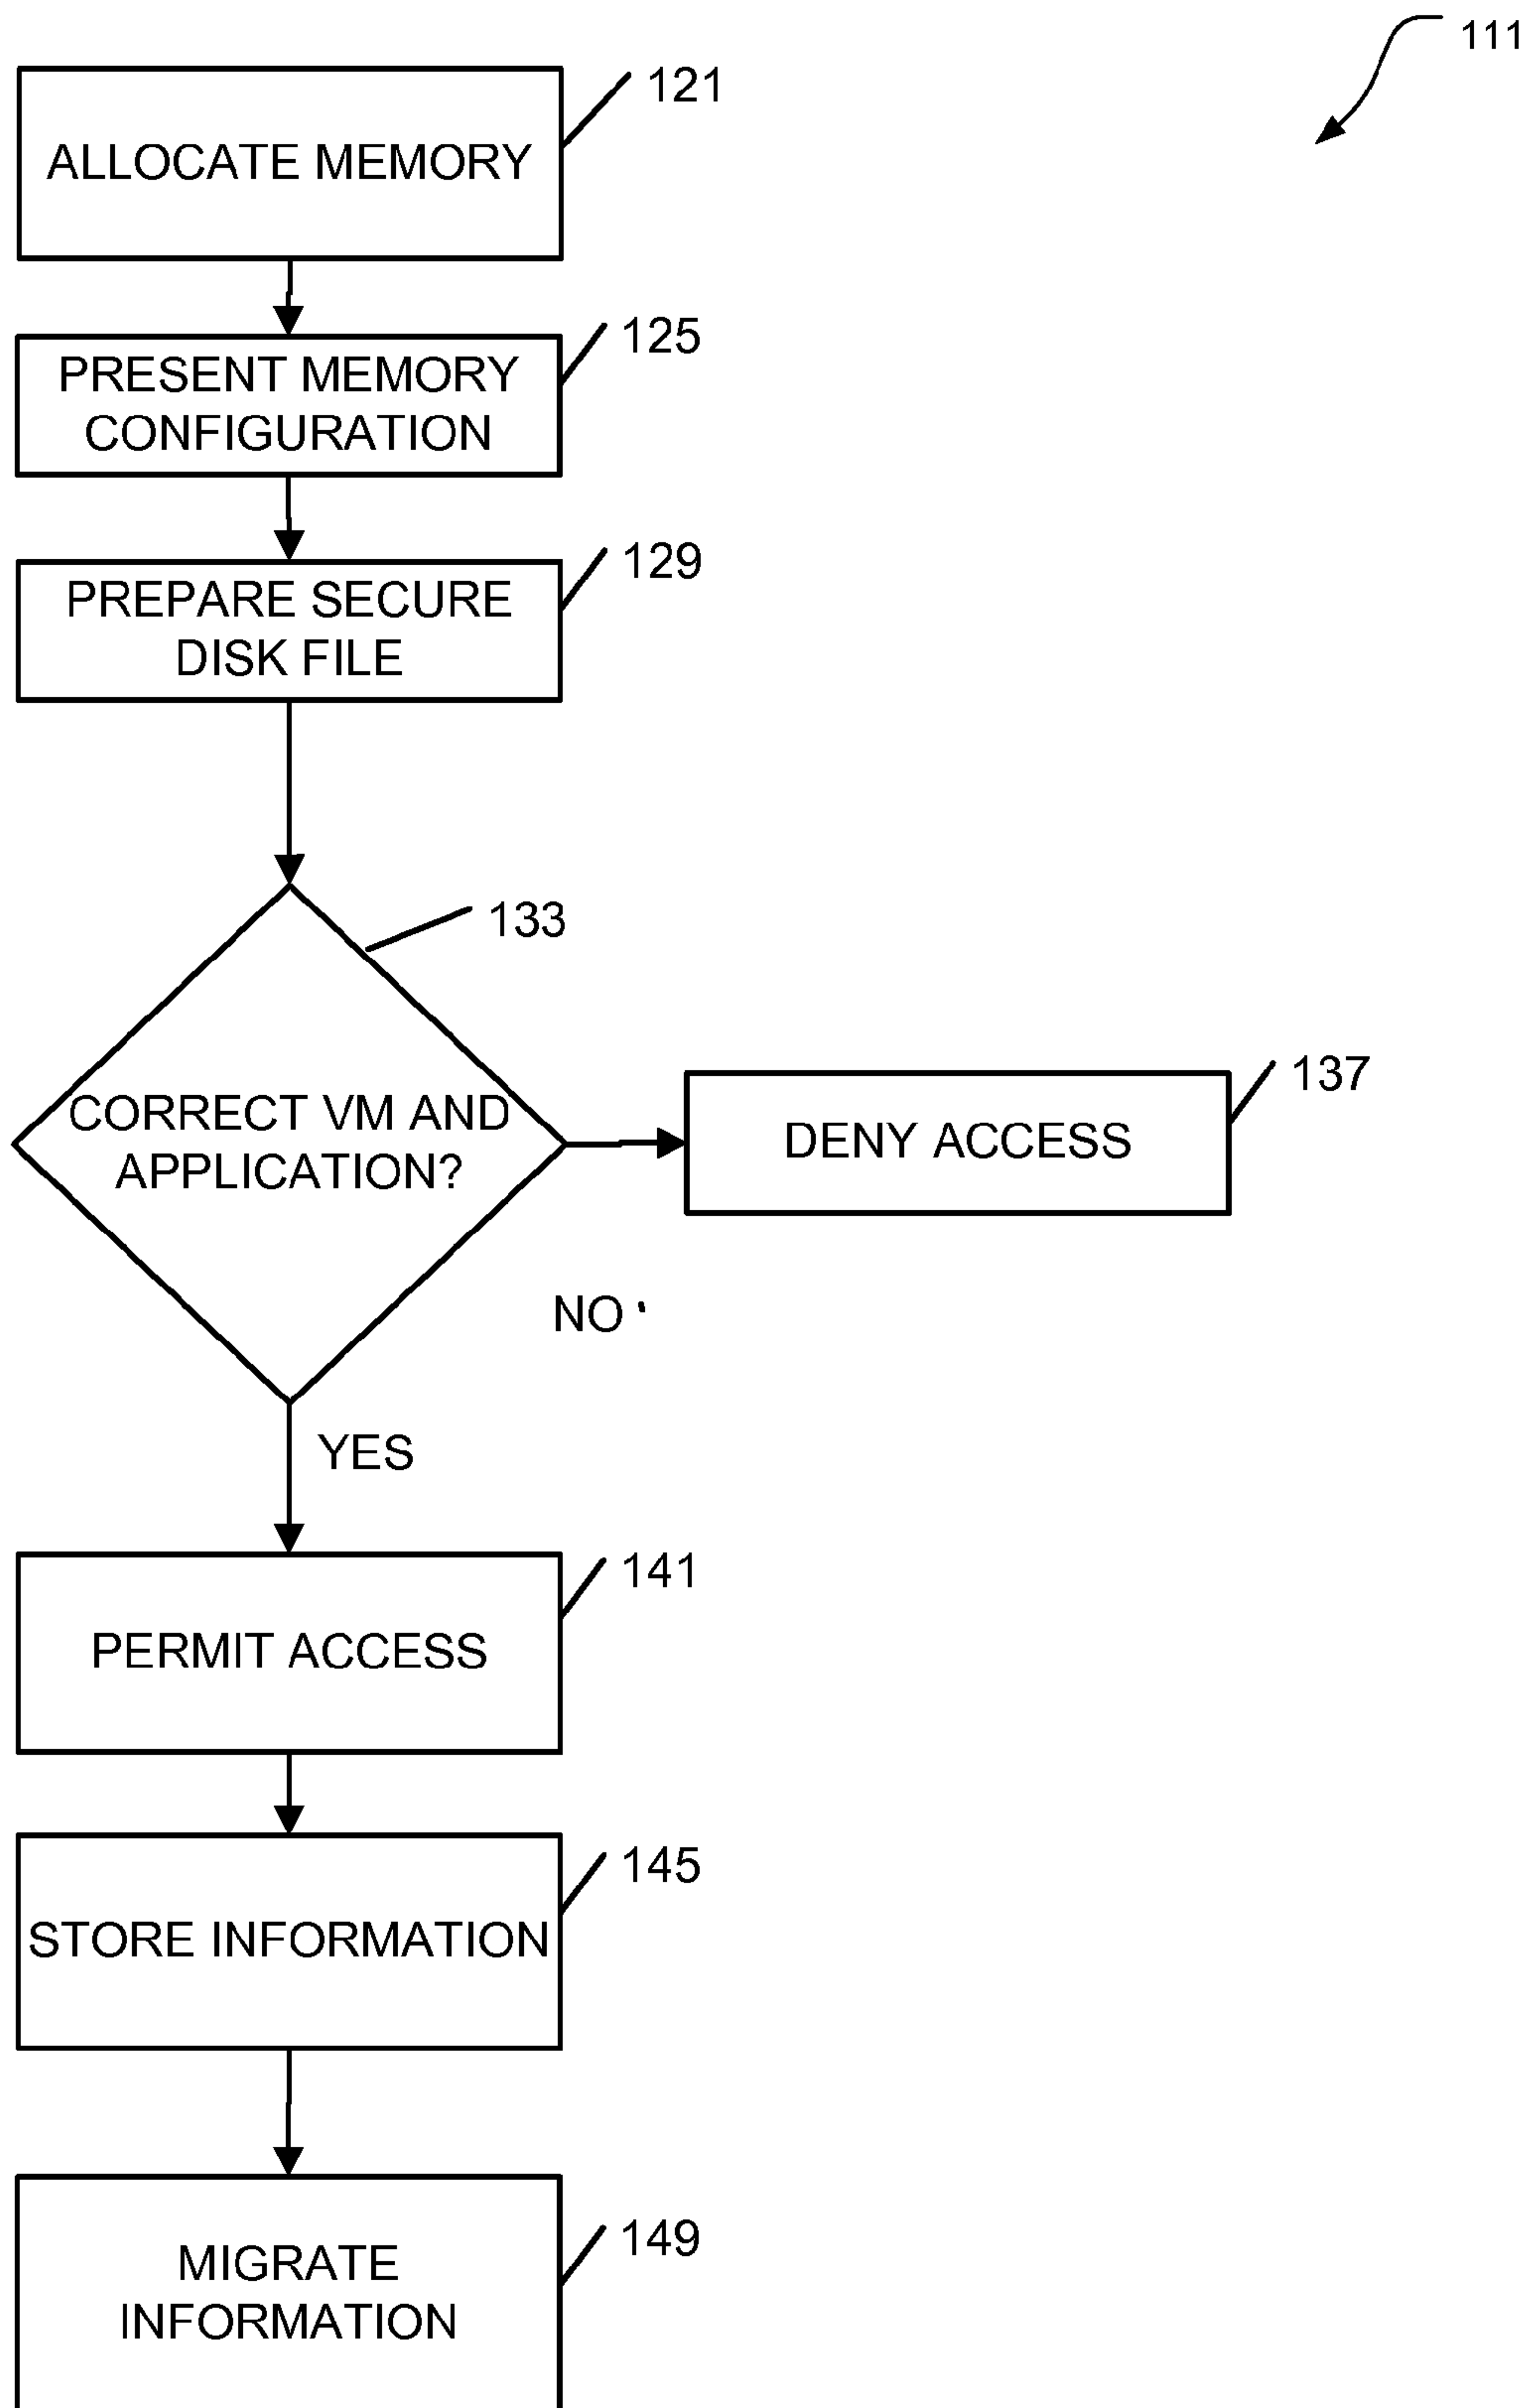 111
121
ALLOCATE MEMORY
125
PRESENT MEMORY
CONFIGURATION
129
PREPARE SECURE
DISK FILE
133
CORRECT VM AND
APPLICATION?
137
DENY ACCESS
NO
YES
141
PERMIT ACCESS
145
STORE INFORMATION
149
MIGRATE
INFORMATION